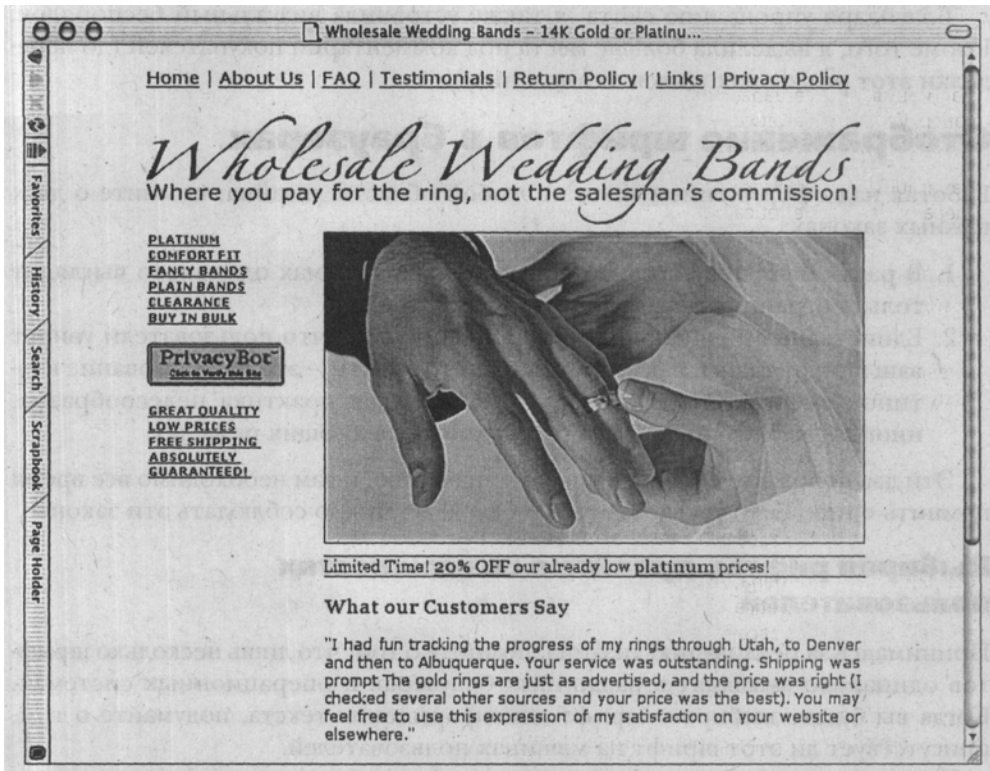 Wholesale Wedding Bands – 14K Gold or Platinu...
Home | About Us | FAQ | Testimonials | Return Policy | Links | Privacy Policy
Wholesale Wedding Bands
Where you pay for the ring, not the salesman's commission!
Favorites
History
Search
Scrapbook
Page Holder
PLATINUM
COMFORT FIT
FANCY BANDS
PLAIN BANDS
CLEARANCE
BUY IN BULK
PrivacyBot™
Click to Verify this Site
GREAT QUALITY
LOW PRICES
FREE SHIPPING
ABSOLUTELY
GUARANTEED!
Limited Time! 20% OFF our already low platinum prices!
What our Customers Say
"I had fun tracking the progress of my rings through Utah, to Denver
and then to Albuquerque. Your service was outstanding. Shipping was
prompt The gold rings are just as advertised, and the price was right (I
checked several other sources and your price was the best). You may
feel free to use this expression of my satisfaction on your website or
elsewhere."